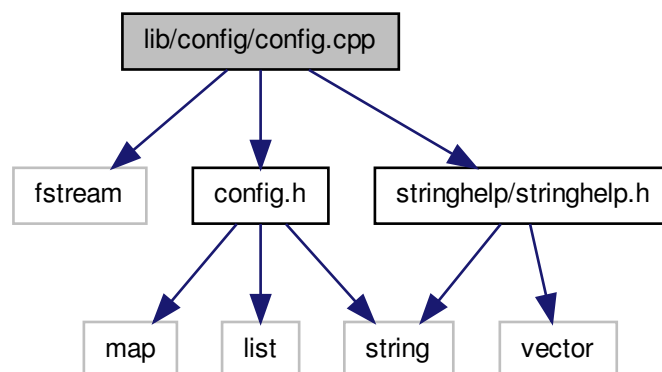 lib/config/config.cpp
fstream
config.h
stringhelp/stringhelp.h
map
list
string
vector